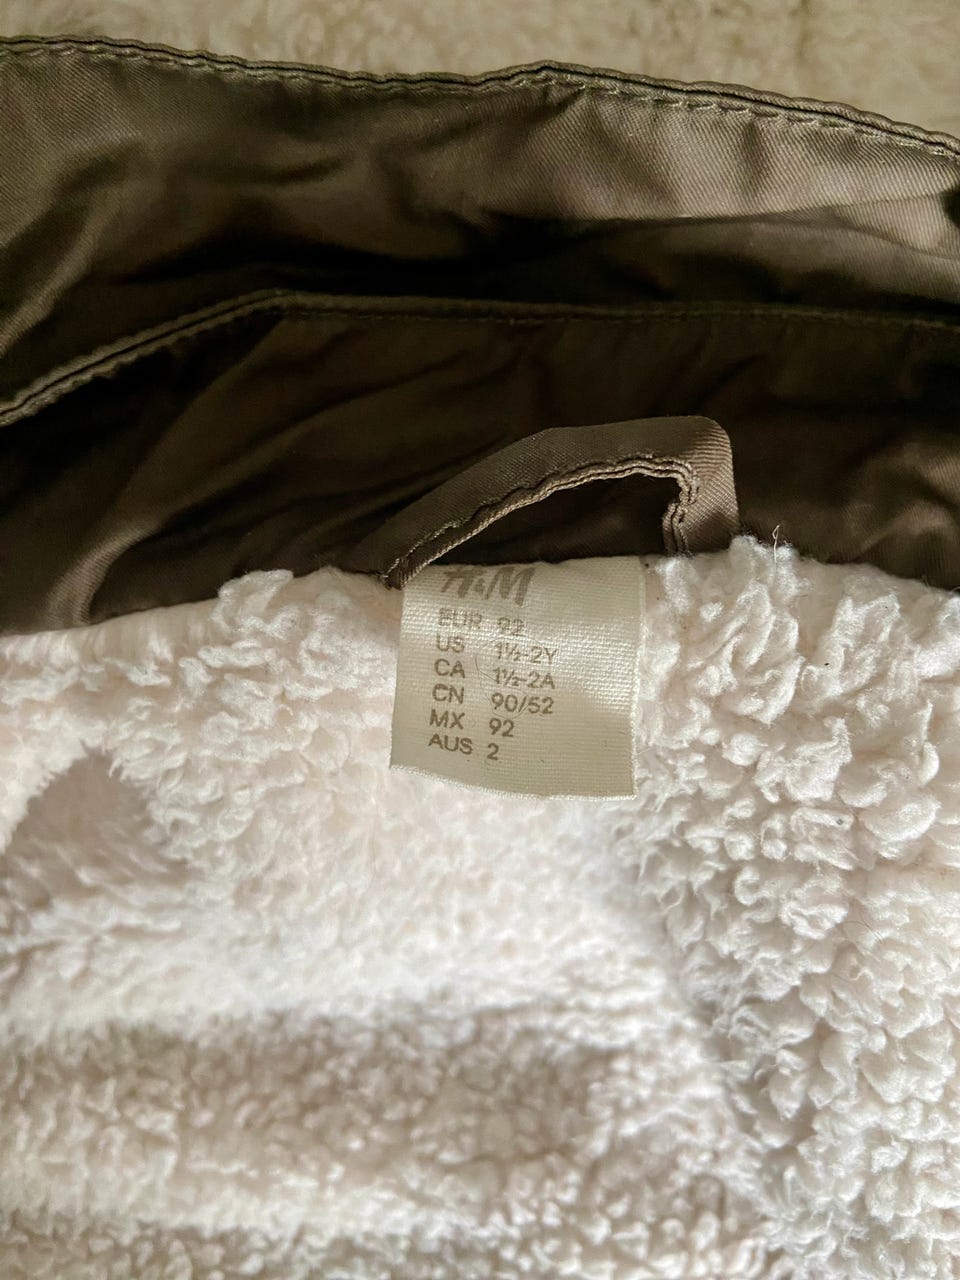 H&M
EUR 92
US 1½-2Y
CA 1½-2A
CN 90/52
MX 92
AUS 2